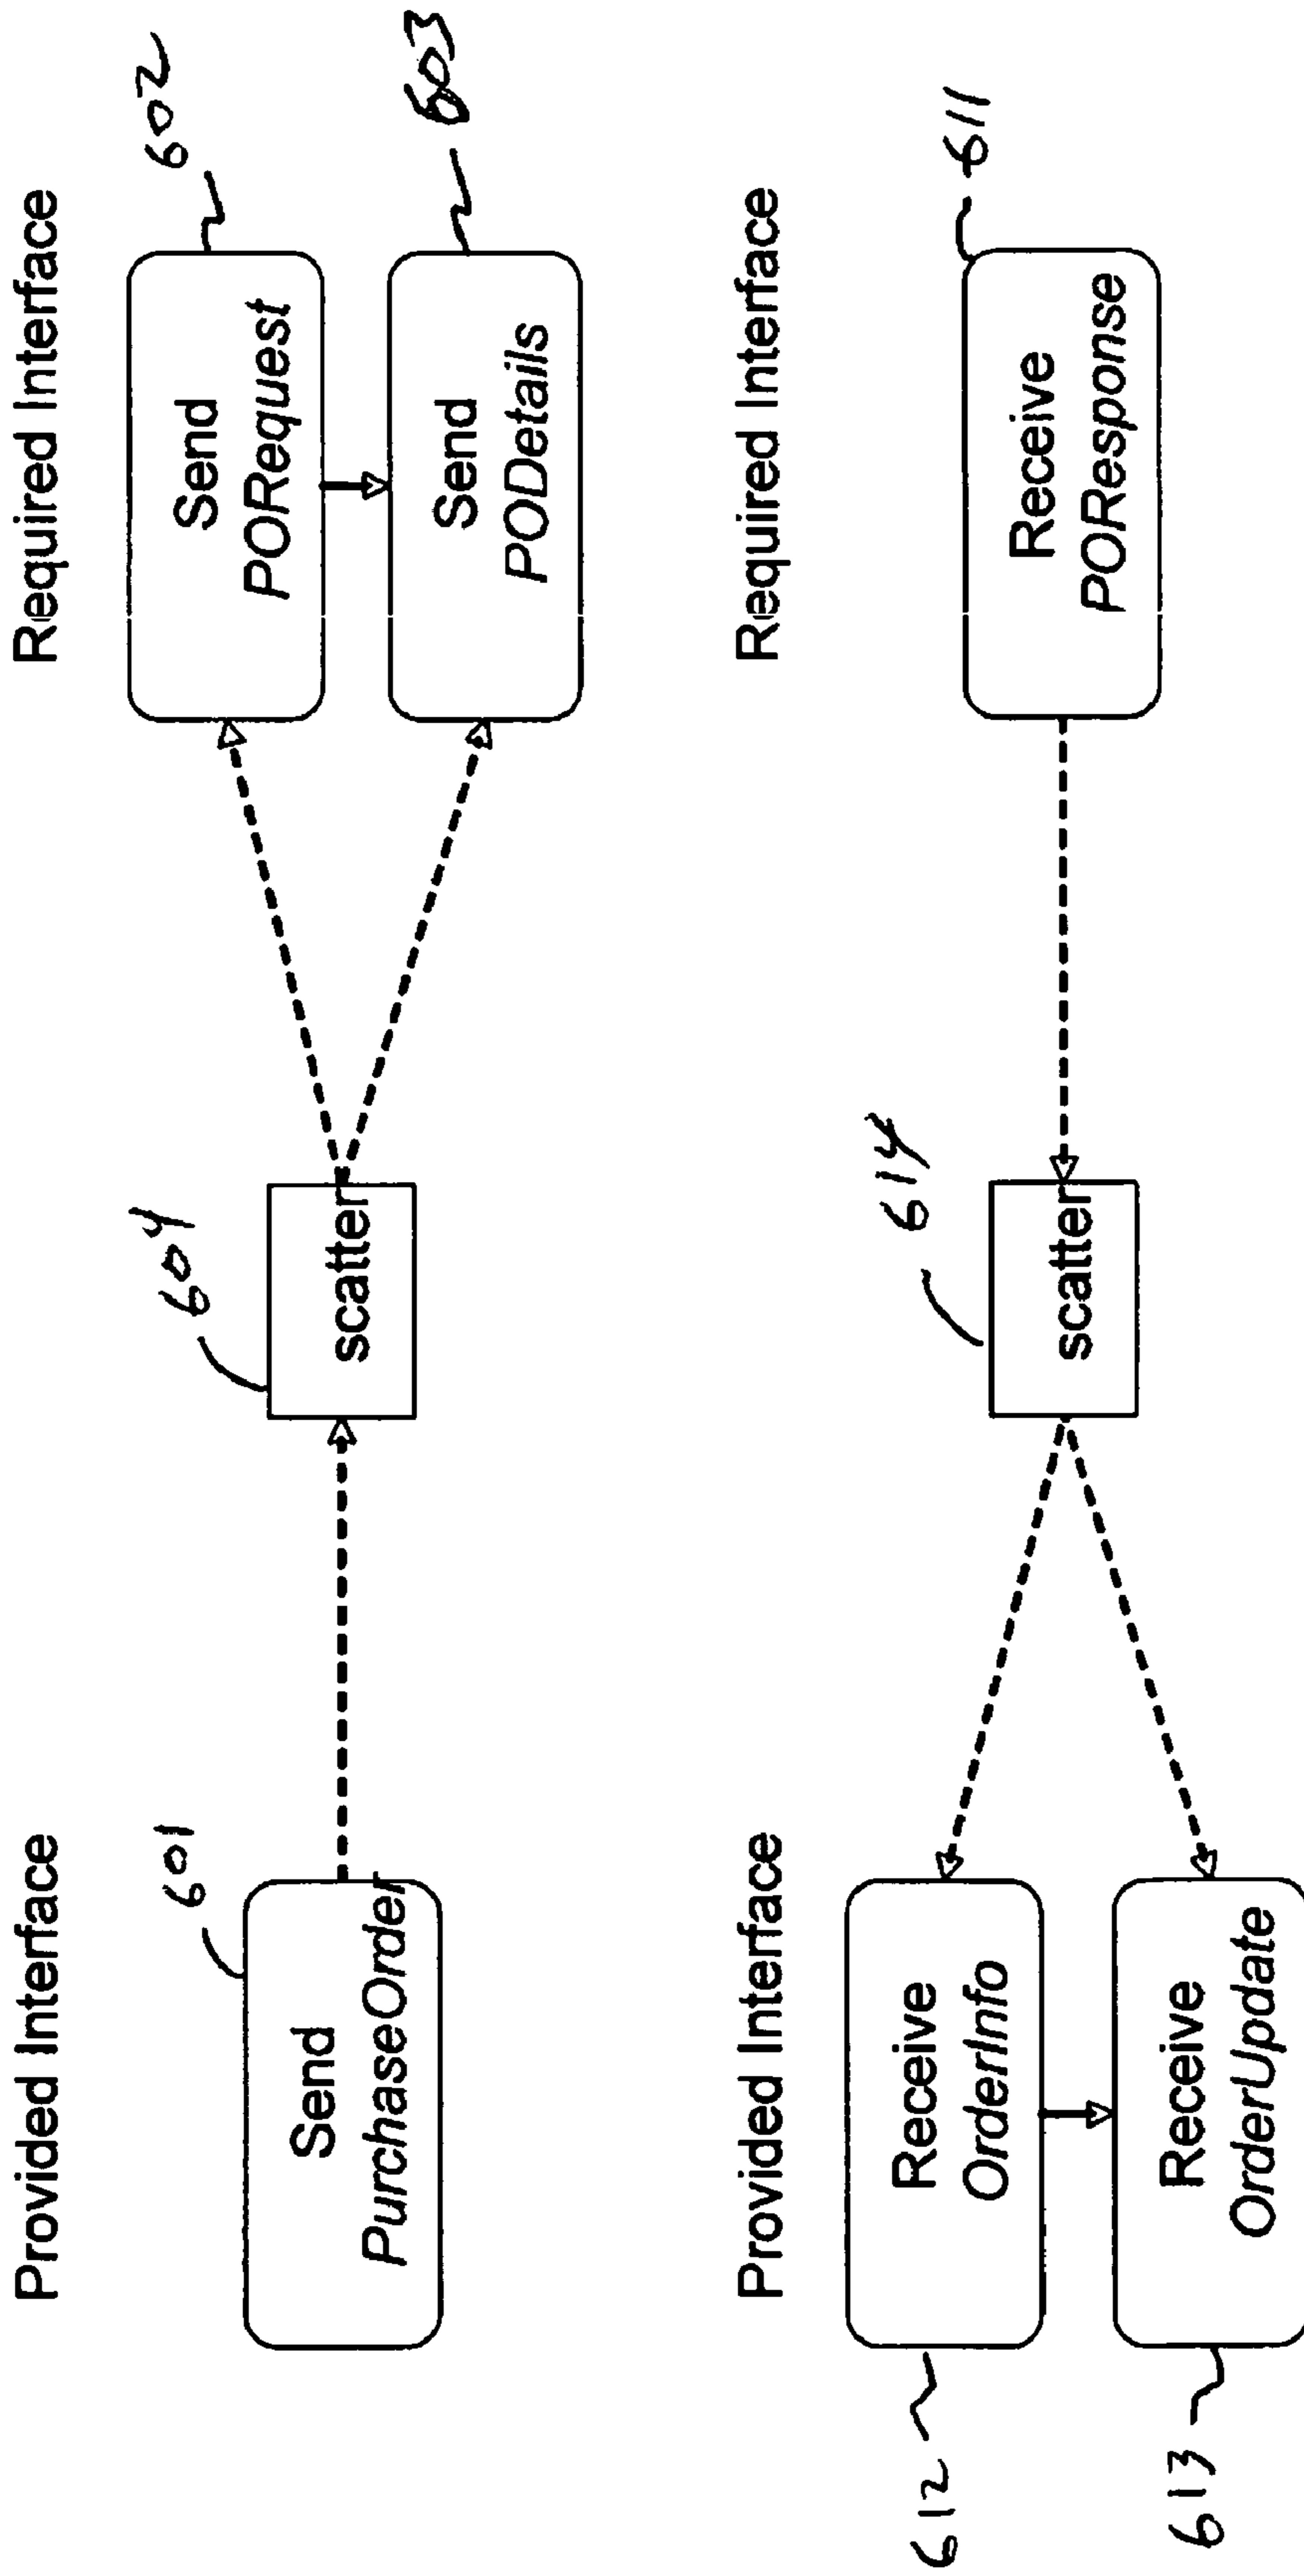 Provided Interface
Required Interface
601
Send
PurchaseOrder
604
scatter
602
Send
PORequest
603
Send
PODetails
Provided Interface
Required Interface
612
Receive
OrderInfo
613
Receive
OrderUpdate
614
scatter
611
Receive
POResponse